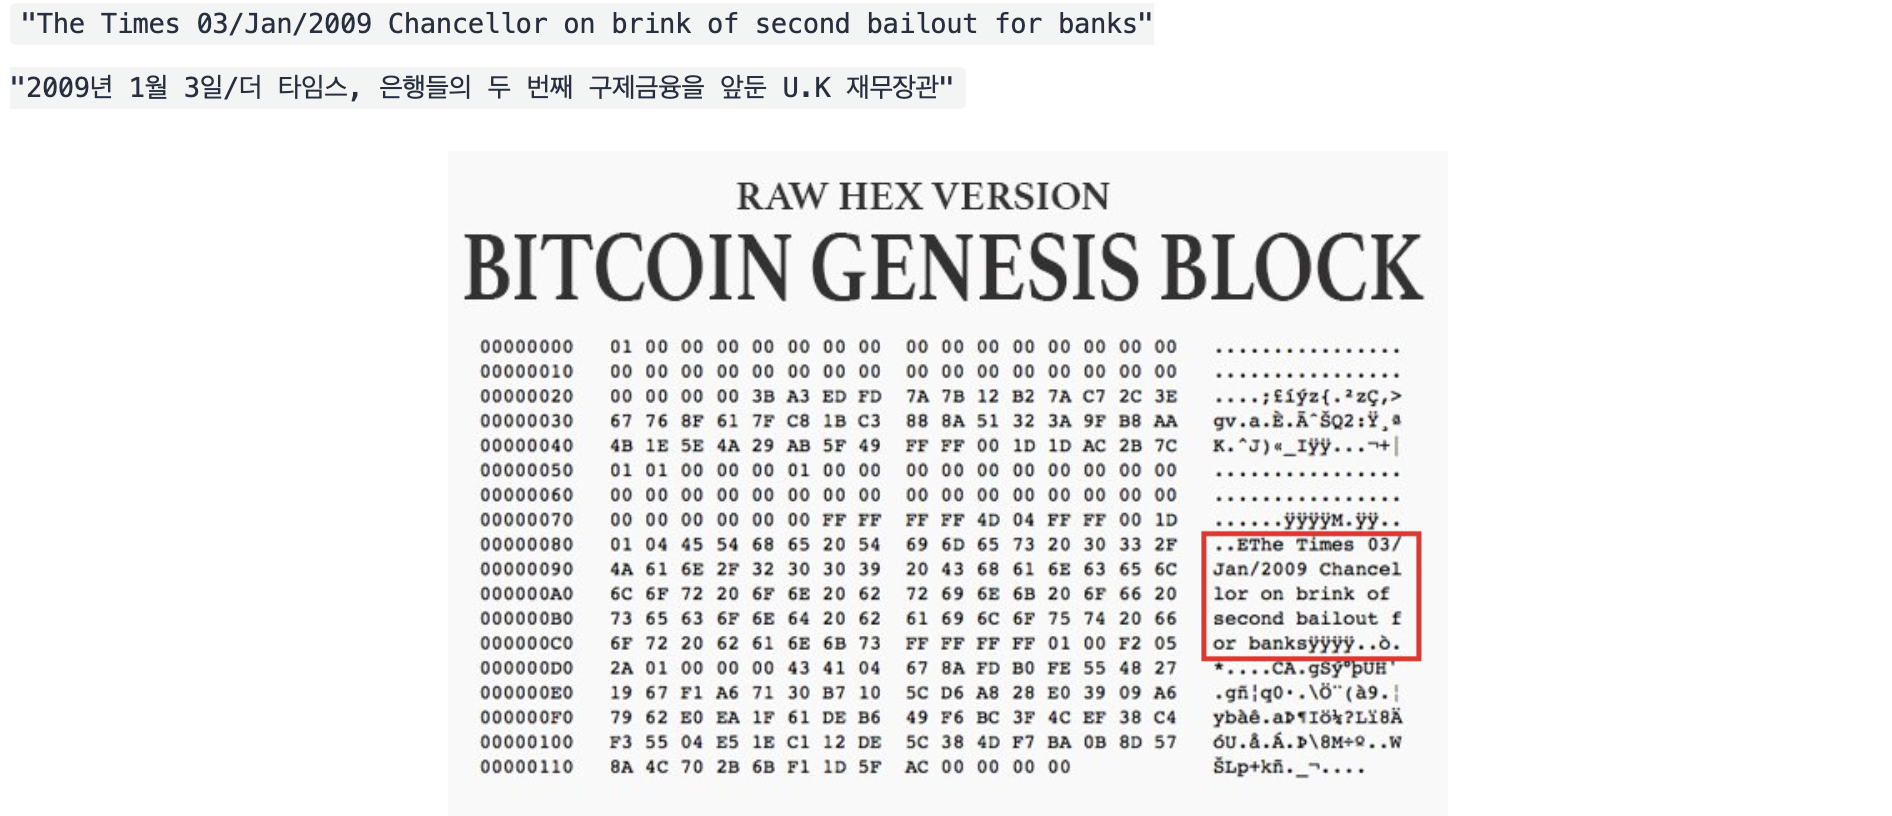 "The Times 03/Jan/2009 Chancellor on brink of second bailout for banks"
"2009년 1월 3일/더 타임스, 은행들의 두 번째 구제금융을 앞둔 U.K 재무장관"
RAW HEX VERSION
BITCOIN GENESIS BLOCK
00000000 01 00 00 00 00 00 00 00 00 00 00 00 00 00 00 00 ................
00000010 00 00 00 00 00 00 00 00 00 00 00 00 00 00 00 00 ................
00000020 00 00 00 00 3B A3 ED FD 7A 7B 12 B2 7A C7 2C 3E ....;£íýz{.²zÇ,>
00000030 67 76 8F 61 7F C8 1B C3 88 8A 51 32 3A 9F B8 AA gv.a.È.ÃˆŠQ2:Ÿ¸ª
00000040 4B 1E 5E 4A 29 AB 5F 49 FF FF 00 1D 1D AC 2B 7C K.^J)«_Iÿÿ...¬+|
00000050 01 01 00 00 00 01 00 00 00 00 00 00 00 00 00 00 ................
00000060 00 00 00 00 00 00 00 00 00 00 00 00 00 00 00 00 ................
00000070 00 00 00 00 00 00 FF FF FF FF 4D 04 FF FF 00 1D ......ÿÿÿÿM.ÿÿ..
00000080 01 04 45 54 68 65 20 54 69 6D 65 73 20 30 33 2F ..EThe Times 03/
00000090 4A 61 6E 2F 32 30 30 39 20 43 68 61 6E 63 65 6C Jan/2009 Chancel
000000A0 6C 6F 72 20 6F 6E 20 62 72 69 6E 6B 20 6F 66 20 lor on brink of
000000B0 73 65 63 6F 6E 64 20 62 61 69 6C 6F 75 74 20 66 second bailout f
000000C0 6F 72 20 62 61 6E 6B 73 FF FF FF FF 01 00 F2 05 or banksÿÿÿÿ..ò.
000000D0 2A 01 00 00 00 43 41 04 67 8A FD B0 FE 55 48 27 *....CA.gŠý°þUH'
000000E0 19 67 F1 A6 71 30 B7 10 5C D6 A8 28 E0 39 09 A6 .gñ¦q0·.\Ö¨(à9.¦
000000F0 79 62 E0 EA 1F 61 DE B6 49 F6 BC 3F 4C EF 38 C4 ybàê.aÞ¶Iö¼?Lï8Ä
00000100 F3 55 04 E5 1E C1 12 DE 5C 38 4D F7 BA 0B 8D 57 óU.å.Á.Þ\8M÷º..W
00000110 8A 4C 70 2B 6B F1 1D 5F AC 00 00 00 00 ŠLp+kñ._¬....